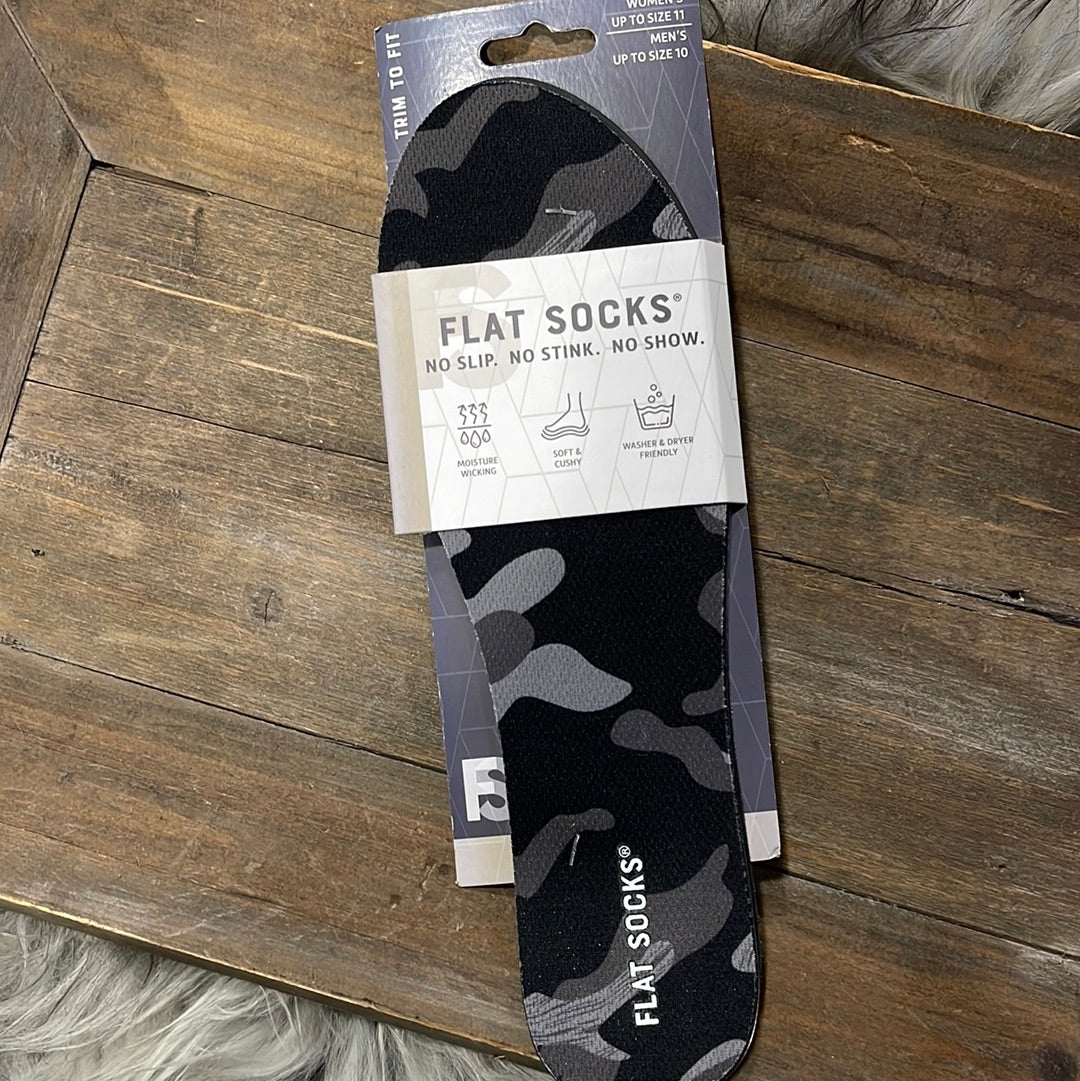 TRIM TO FIT
WOMEN'S
UP TO SIZE 11
MEN'S
UP TO SIZE 10
FLAT SOCKS®
NO SLIP. NO STINK. NO SHOW.
MOISTURE
WICKING
SOFT &
CUSHY
WASHER & DRYER
FRIENDLY
FS
FLAT SOCKS®